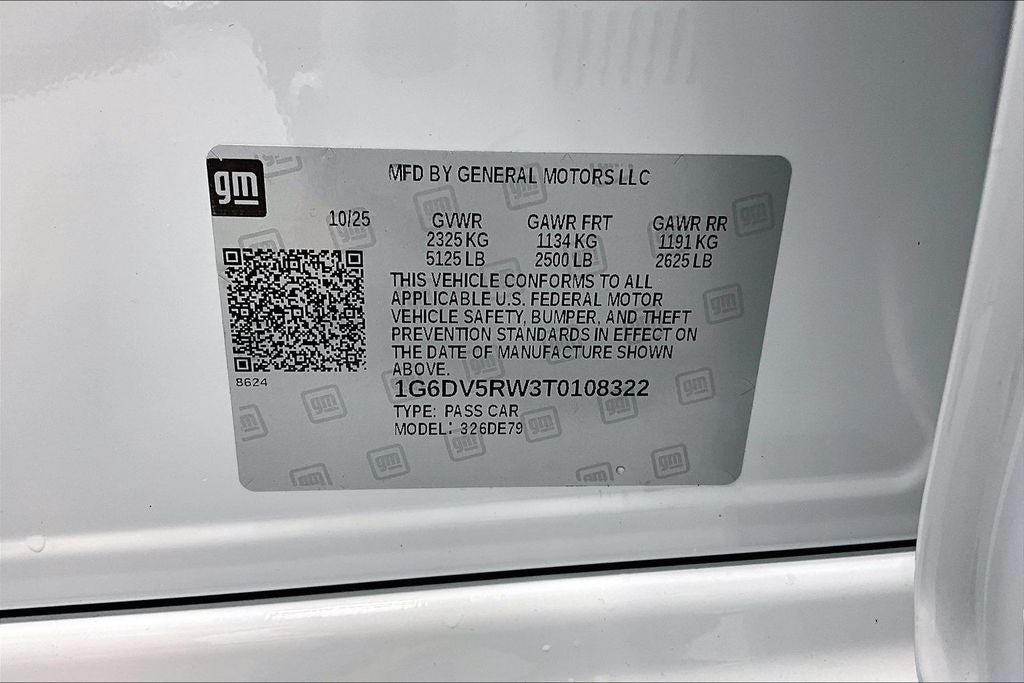 gm
MFD BY GENERAL MOTORS LLC
10/25 GVWR GAWR FRT GAWR RR
2325 KG 1134 KG 1191 KG
5125 LB 2500 LB 2625 LB
THIS VEHICLE CONFORMS TO ALL
APPLICABLE U.S. FEDERAL MOTOR
VEHICLE SAFETY, BUMPER, AND THEFT
PREVENTION STANDARDS IN EFFECT ON
THE DATE OF MANUFACTURE SHOWN
ABOVE.
8624
1G6DV5RW3T0108322
TYPE: PASS CAR
MODEL: 326DE79